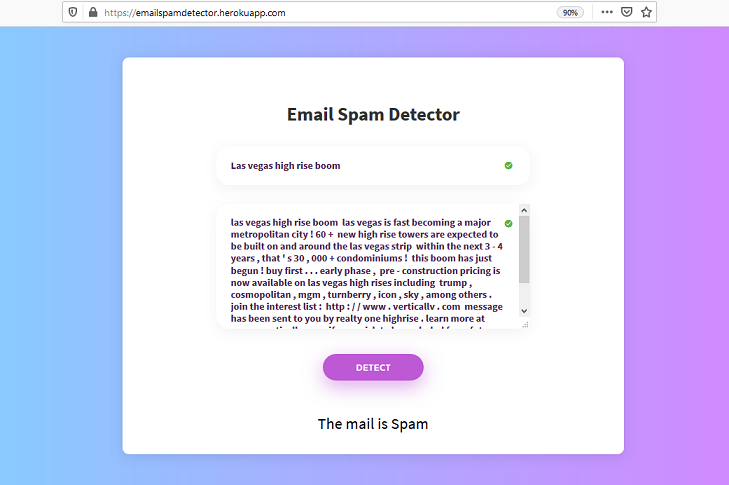 https://emailspamdetector.herokuapp.com
90%
Email Spam Detector
Las vegas high rise boom
las vegas high rise boom las vegas is fast becoming a major
metropolitan city ! 60 + new high rise towers are expected to
be built on and around the las vegas strip within the next 3 - 4
years , that ' s 30 , 000 + condominiums ! this boom has just
begun ! buy first . . . early phase , pre - construction pricing is
now available on las vegas high rises including trump ,
cosmopolitan , mgm , turnberry , icon , sky , among others .
join the interest list : http : / / www . verticallv . com message
has been sent to you by realty one highrise . learn more at
DETECT
The mail is Spam